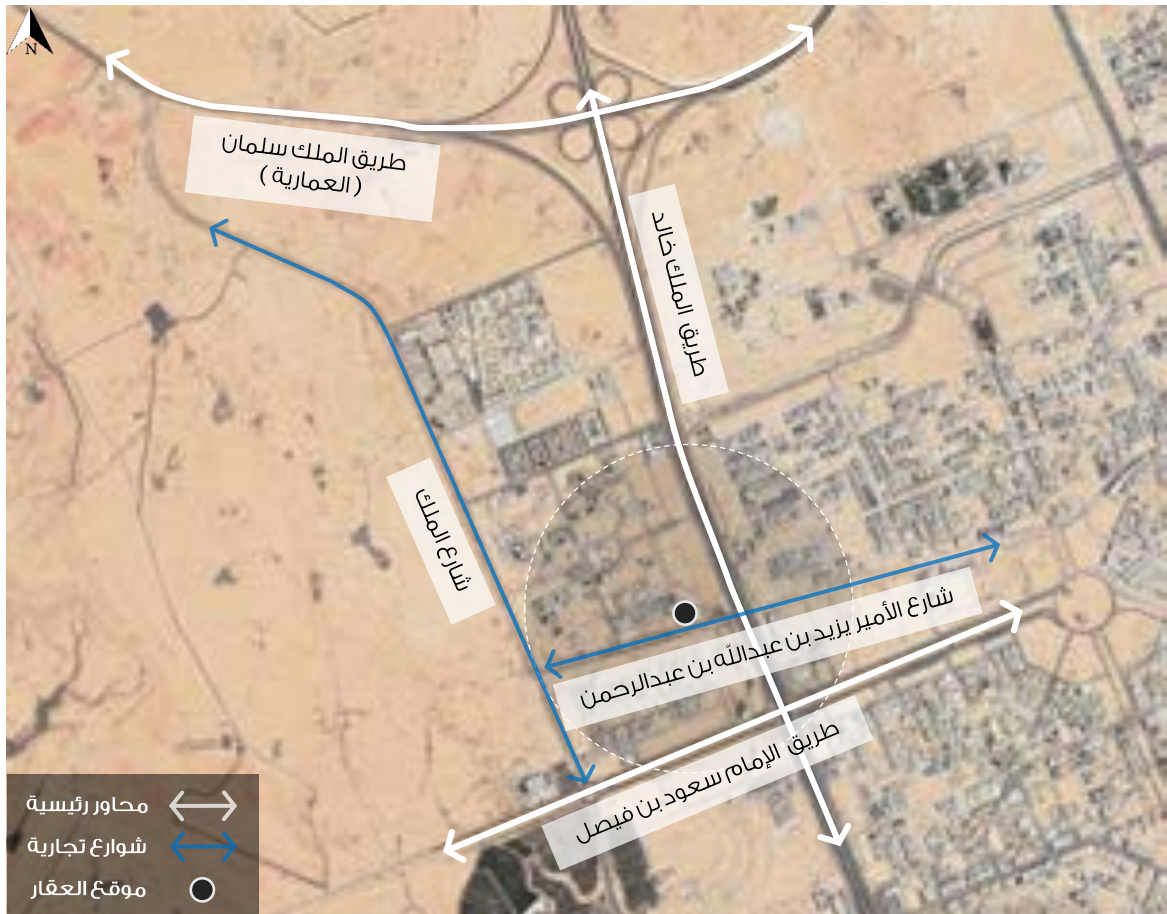 N
طريق الملك سلمان
( العمارية )
طريق الملك خالد
شارع الملك
شارع الأمير يزيد بن عبدالله بن عبدالرحمن
طريق الإمام سعود بن فيصل
محاور رئيسية
شوارع تجارية
موقع العقار